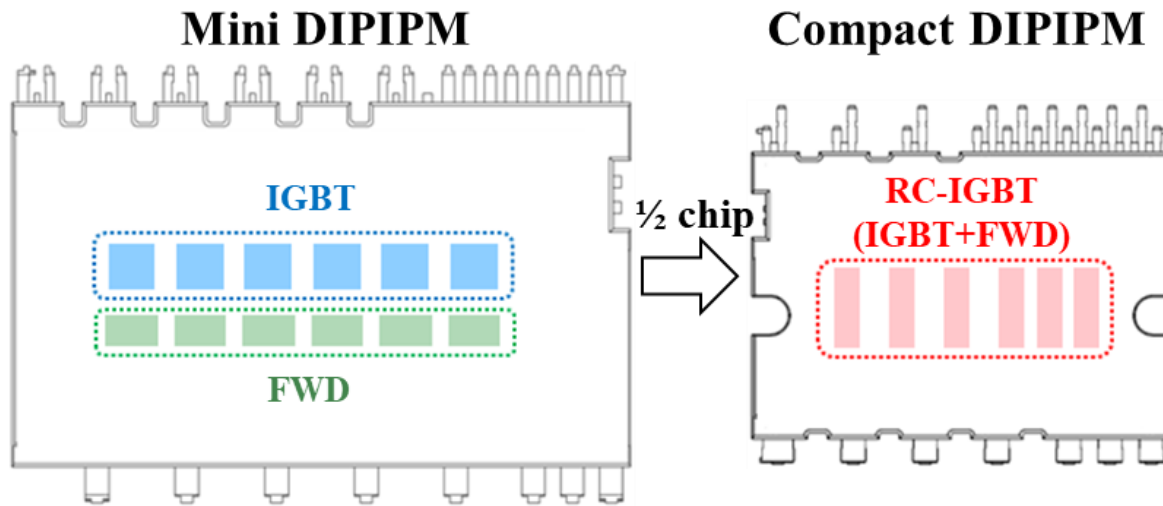 Mini DIPIPM
Compact DIPIPM
IGBT
FWD
½ chip
RC-IGBT
(IGBT+FWD)